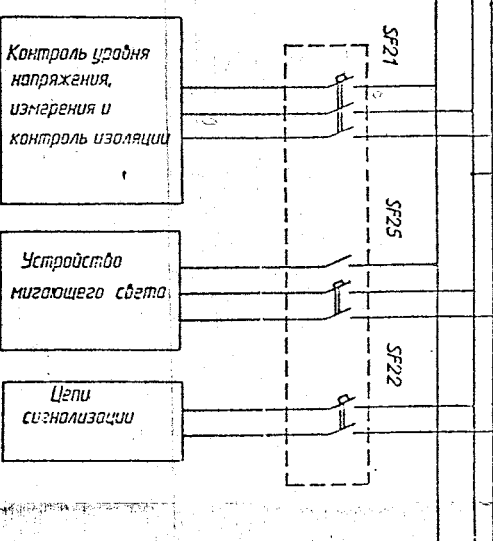 Контроль уровня
напряжения,
измерения и
контроль изоляции
SF21
Устройство
мигающего света
SF25
Цепи
сигнализации
SF22